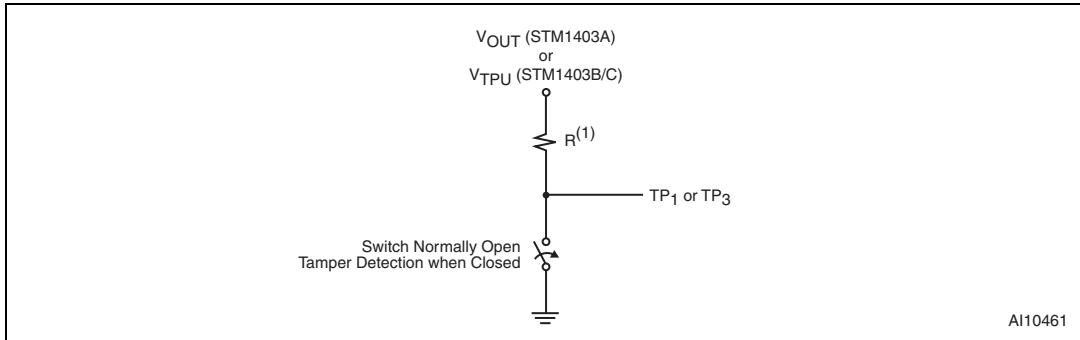 VOUT (STM1403A)
or
VTPU (STM1403B/C)
R(1)
TP1 or TP3
Switch Normally Open
Tamper Detection when Closed
AI10461